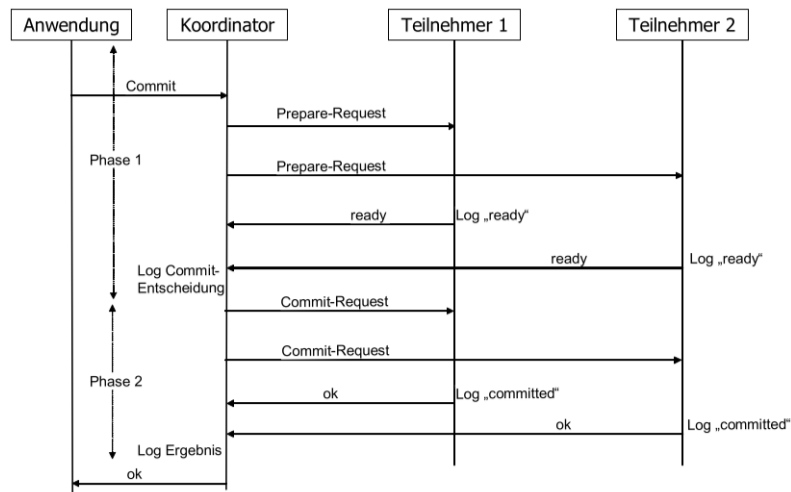 Anwendung
Koordinator
Teilnehmer 1
Teilnehmer 2
Commit
Prepare-Request
Phase 1
Prepare-Request
ready
Log „ready“
ready
Log „ready“
Log Commit-
Entscheidung
Commit-Request
Commit-Request
Phase 2
ok
Log „committed“
ok
Log „committed“
Log Ergebnis
ok